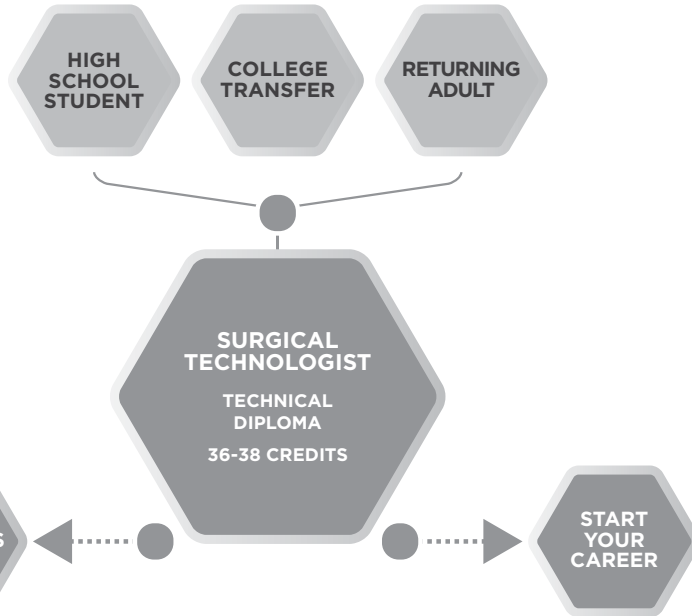 HIGH
SCHOOL
STUDENT
COLLEGE
TRANSFER
RETURNING
ADULT
SURGICAL
TECHNOLOGIST
TECHNICAL
DIPLOMA
36-38 CREDITS
START
YOUR
CAREER